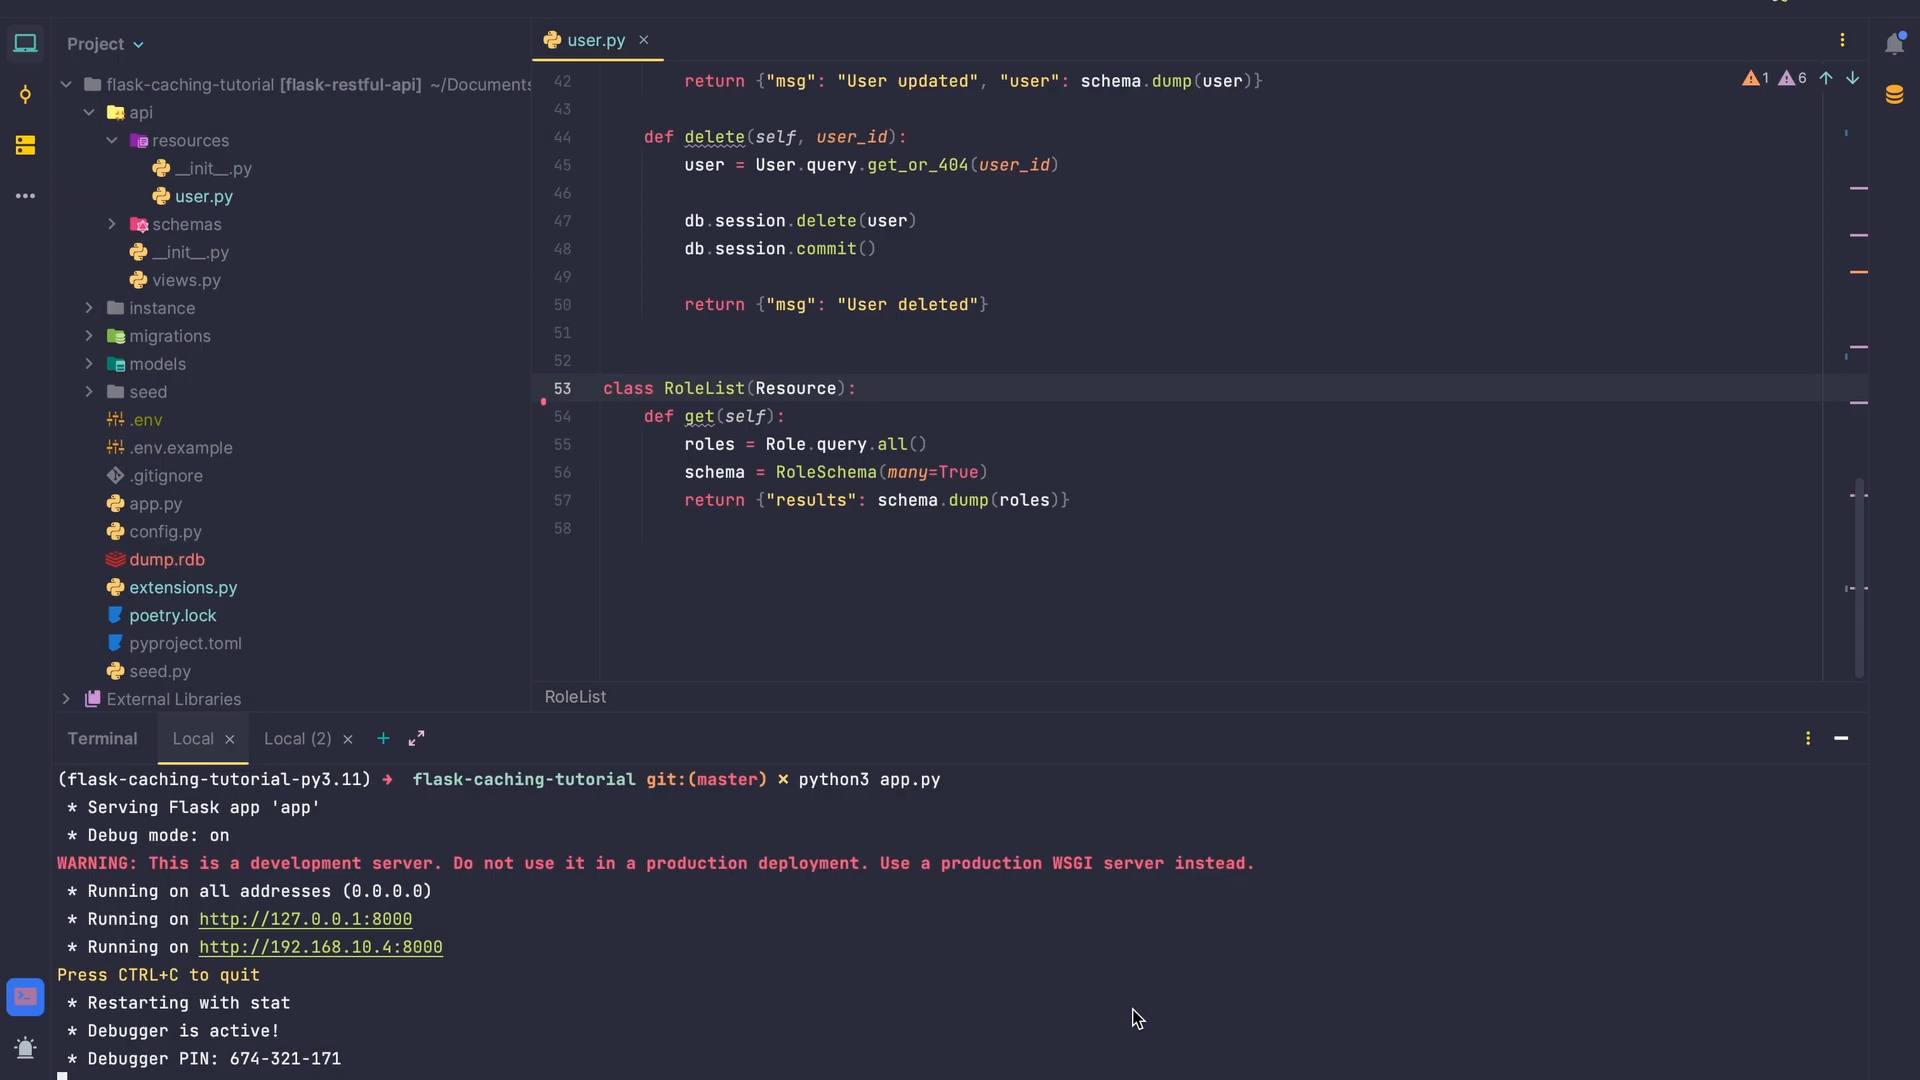 Project
flask-caching-tutorial [flask-restful-api] ~/Documents
api
resources
__init__.py
user.py
schemas
__init__.py
views.py
instance
migrations
models
seed
.env
.env.example
.gitignore
app.py
config.py
dump.rdb
extensions.py
poetry.lock
pyproject.toml
seed.py
External Libraries
user.py
1 6
42 return {"msg": "User updated", "user": schema.dump(user)}
43
44 def delete(self, user_id):
45 user = User.query.get_or_404(user_id)
46
47 db.session.delete(user)
48 db.session.commit()
49
50 return {"msg": "User deleted"}
51
52
53 class RoleList(Resource):
54 def get(self):
55 roles = Role.query.all()
56 schema = RoleSchema(many=True)
57 return {"results": schema.dump(roles)}
58
RoleList
Terminal Local Local (2)
(flask-caching-tutorial-py3.11) ➜ flask-caching-tutorial git:(master) ✗ python3 app.py
* Serving Flask app 'app'
* Debug mode: on
WARNING: This is a development server. Do not use it in a production deployment. Use a production WSGI server instead.
* Running on all addresses (0.0.0.0)
* Running on http://127.0.0.1:8000
* Running on http://192.168.10.4:8000
Press CTRL+C to quit
* Restarting with stat
* Debugger is active!
* Debugger PIN: 674-321-171